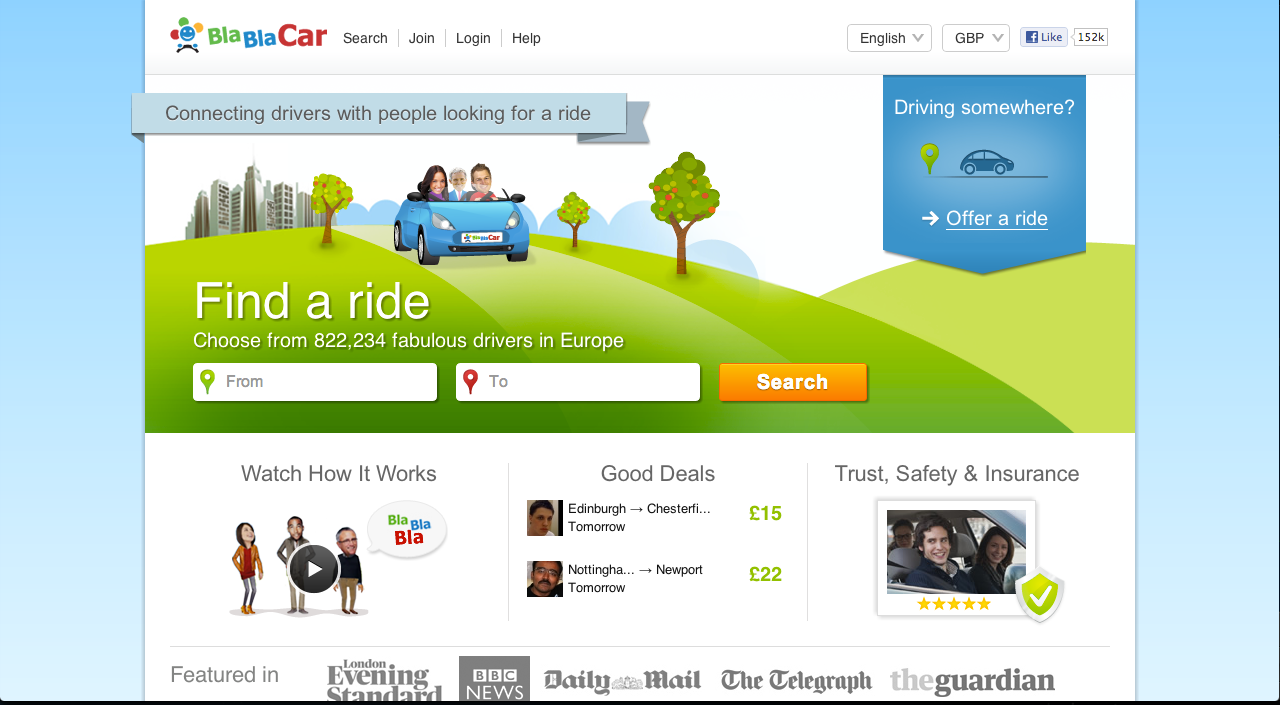 BlaBlaCar
Search
Join
Login
Help
English
GBP
Like
152k
Connecting drivers with people looking for a ride
Driving somewhere?
→ Offer a ride
BlaBlaCar
Find a ride
Choose from 822,234 fabulous drivers in Europe
From
To
Search
Watch How It Works
Bla
Bla
Bla
Good Deals
Edinburgh → Chesterfi... £15
Tomorrow
Nottingha... → Newport £22
Tomorrow
Trust, Safety & Insurance
Featured in
London
Evening
Standard
BBC
NEWS
Daily Mail
The Telegraph
theguardian